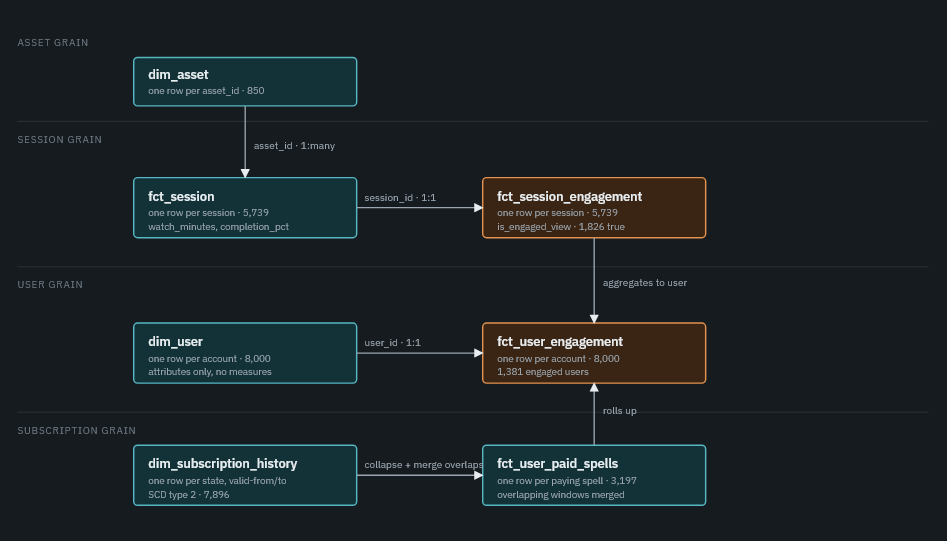 ASSET GRAIN
dim_asset
one row per asset_id · 850
SESSION GRAIN
asset_id · 1:many
fct_session
one row per session · 5,739
watch_minutes, completion_pct
session_id · 1:1
fct_session_engagement
one row per session · 5,739
is_engaged_view · 1,826 true
USER GRAIN
aggregates to user
dim_user
one row per account · 8,000
attributes only, no measures
user_id · 1:1
fct_user_engagement
one row per account · 8,000
1,381 engaged users
rolls up
SUBSCRIPTION GRAIN
dim_subscription_history
one row per state, valid-from/to
SCD type 2 · 7,896
collapse + merge overlaps
fct_user_paid_spells
one row per paying spell · 3,197
overlapping windows merged